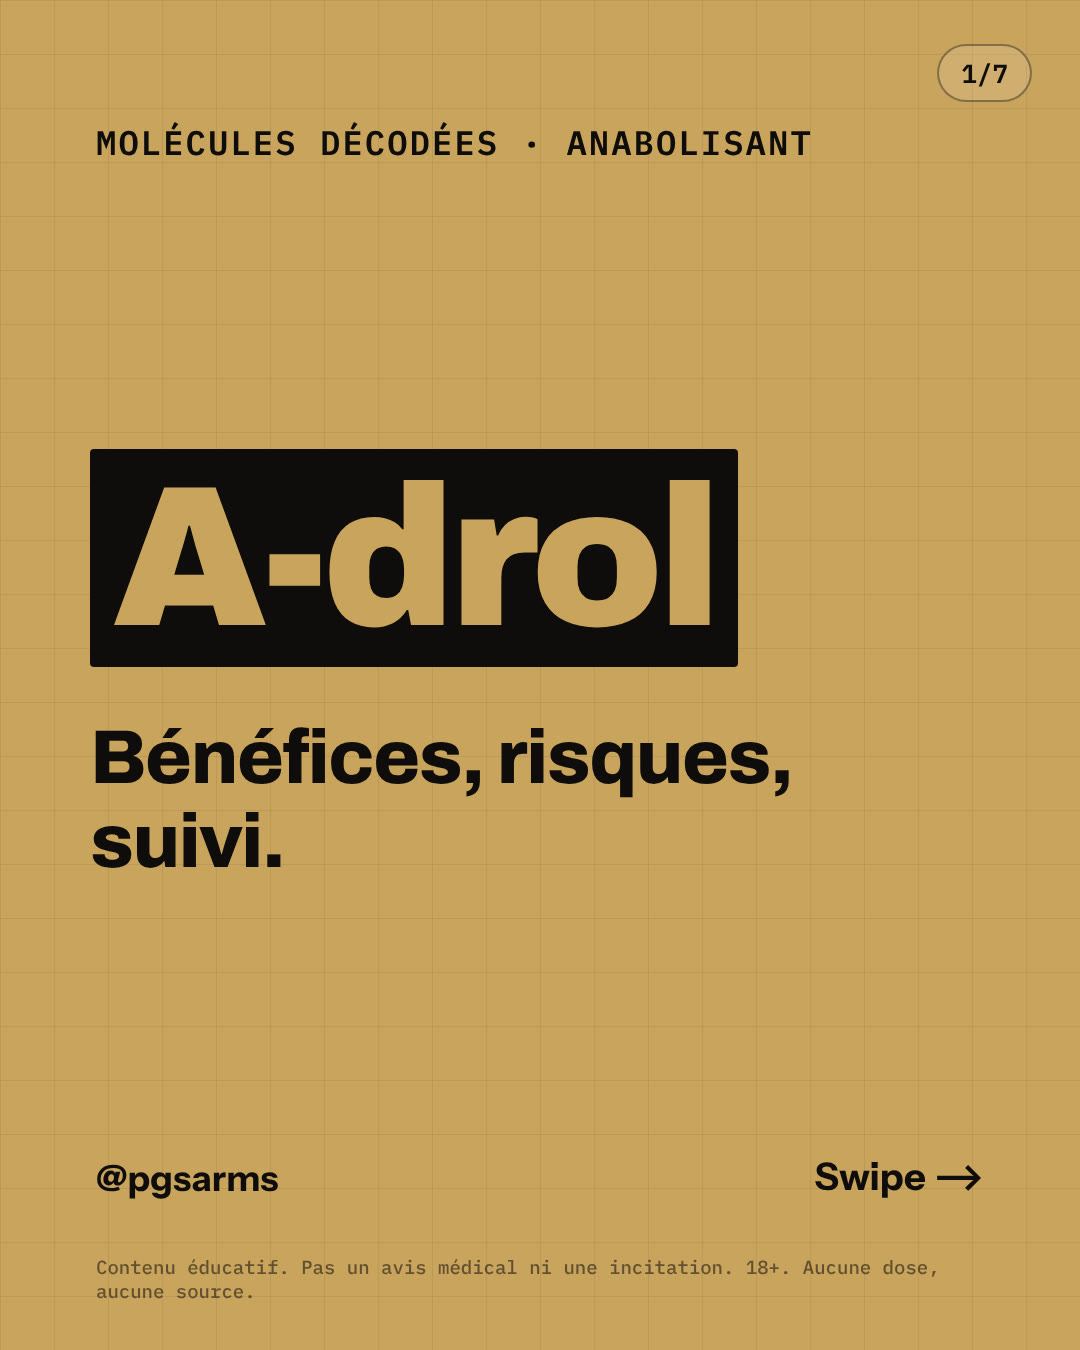 1/7
MOLÉCULES DÉCODÉES · ANABOLISANT
A-drol
Bénéfices, risques,
suivi.
@pgsarms
Swipe →
Contenu éducatif. Pas un avis médical ni une incitation. 18+. Aucune dose,
aucune source.